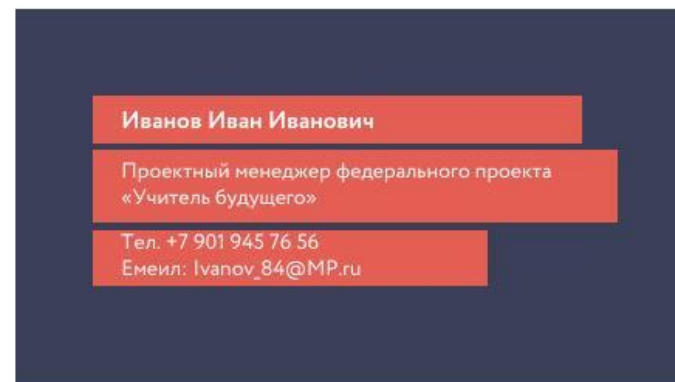 Иванов Иван Иванович
Проектный менеджер федерального проекта
«Учитель будущего»
Тел. +7 901 945 76 56
Емеил: Ivanov_84@MP.ru